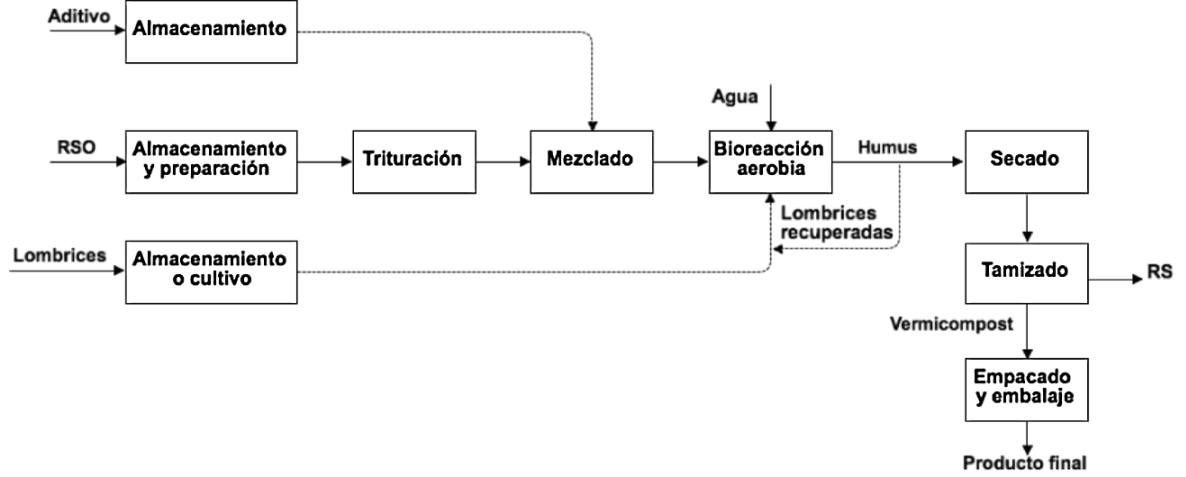 Aditivo
Almacenamiento
Agua
RSO
Almacenamiento
y preparación
Trituración
Mezclado
Bioreacción
aerobia
Humus
Secado
Lombrices
recuperadas
Lombrices
Almacenamiento
o cultivo
Tamizado
RS
Vermicompost
Empacado
y embalaje
Producto final